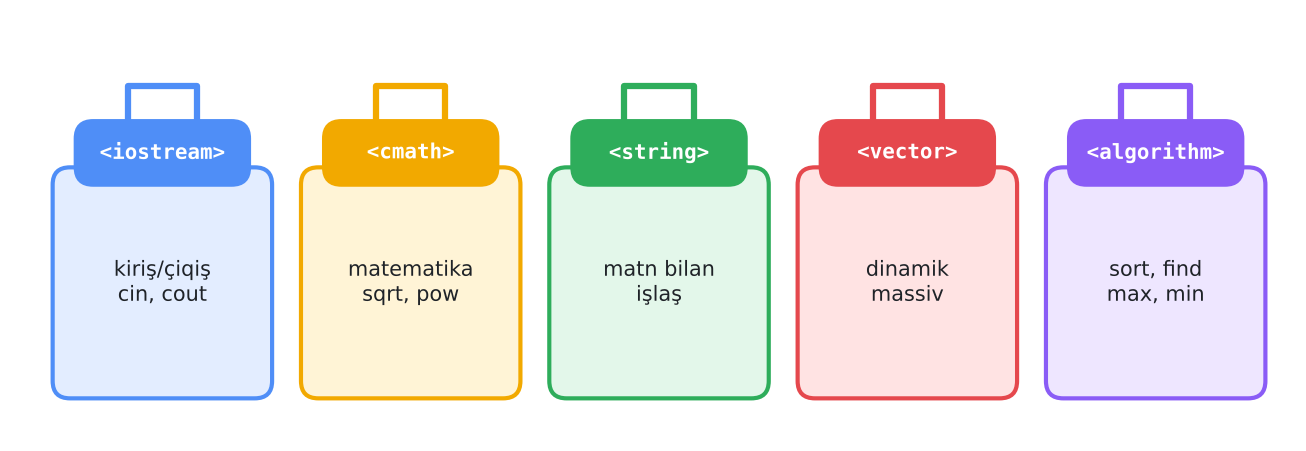 <iostream>
kiriş/çiqiş
cin, cout
<cmath>
matematika
sqrt, pow
<string>
matn bilan
işlaş
<vector>
dinamik
massiv
<algorithm>
sort, find
max, min